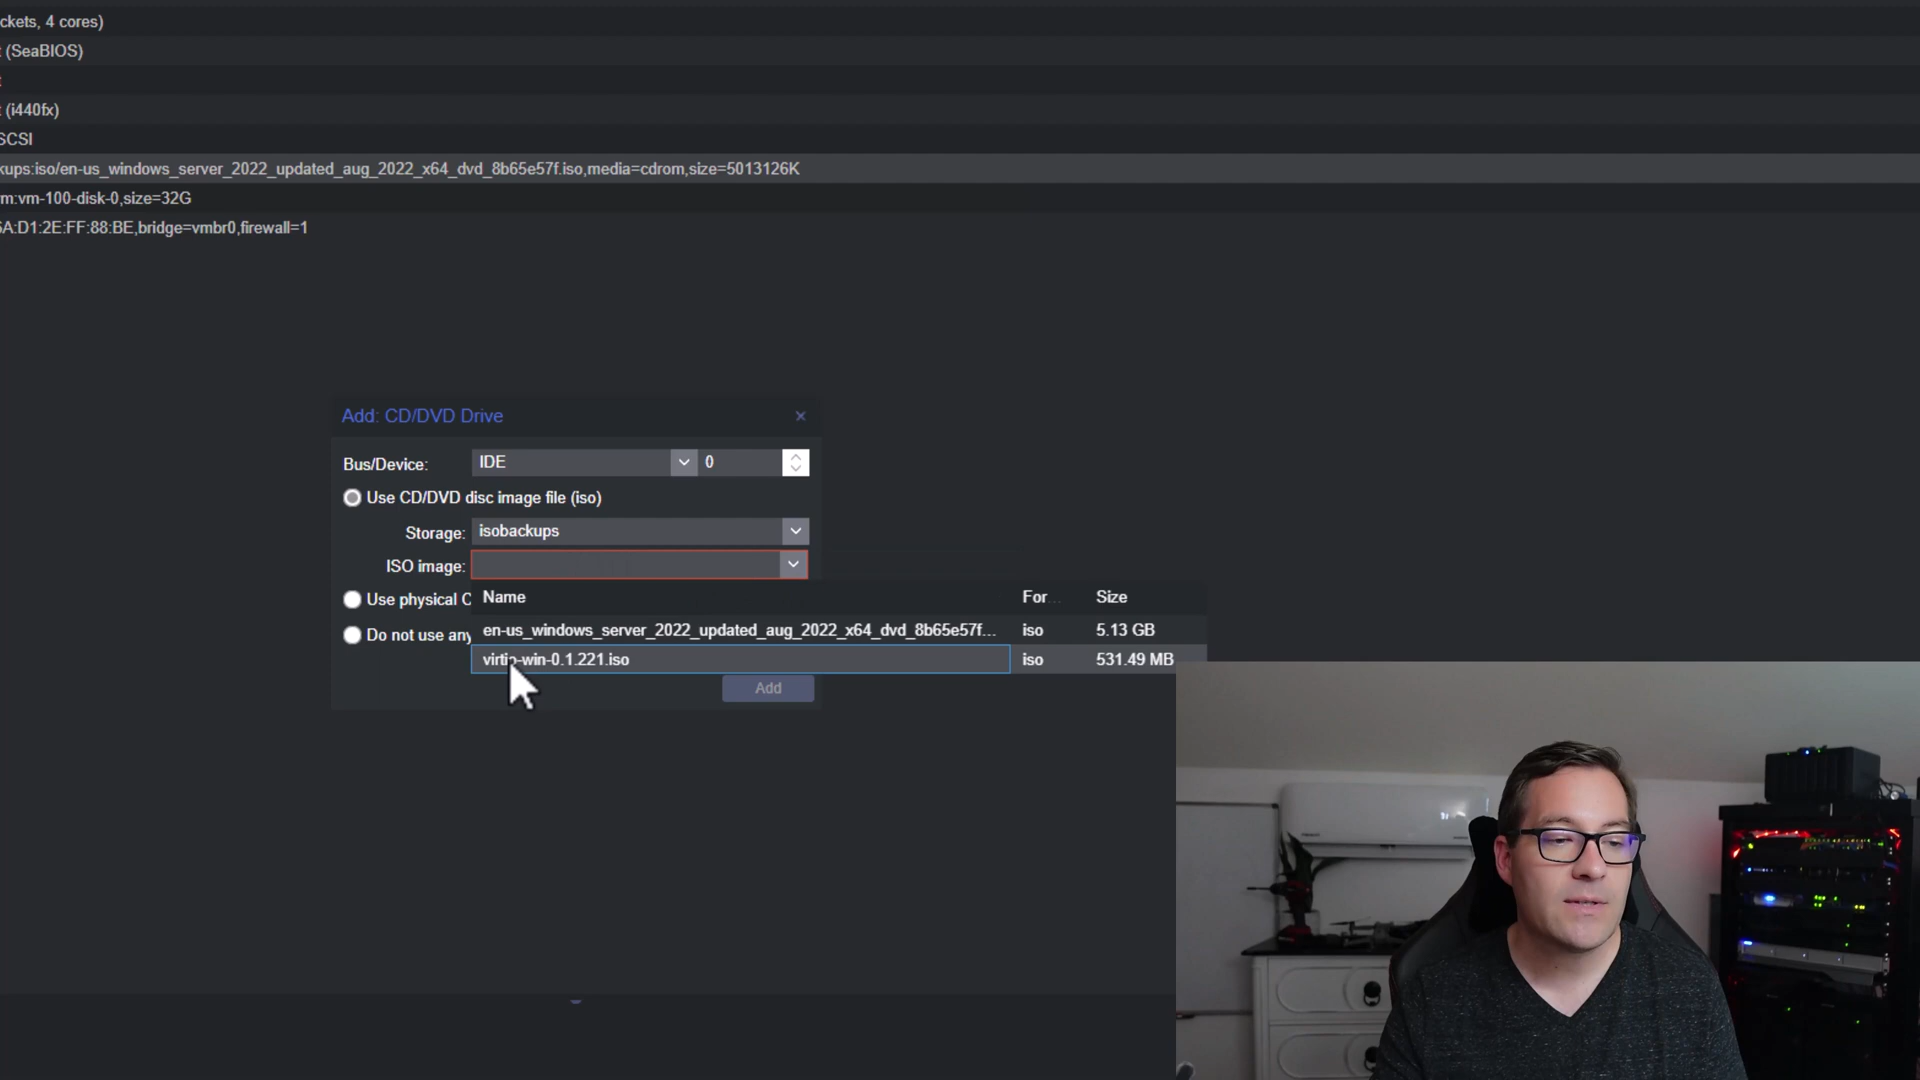 ckets, 4 cores)
(SeaBIOS)
(i440fx)
SCSI
kups:iso/en-us_windows_server_2022_updated_aug_2022_x64_dvd_8b65e57f.iso,media=cdrom,size=5013126K
m:vm-100-disk-0,size=32G
6A:D1:2E:FF:88:BE,bridge=vmbr0,firewall=1
Add: CD/DVD Drive
Bus/Device: IDE 0
Use CD/DVD disc image file (iso)
Storage: isobackups
ISO image:
Use physical C
Name For... Size
Do not use any
en-us_windows_server_2022_updated_aug_2022_x64_dvd_8b65e57f... iso 5.13 GB
virtio-win-0.1.221.iso iso 531.49 MB
Add